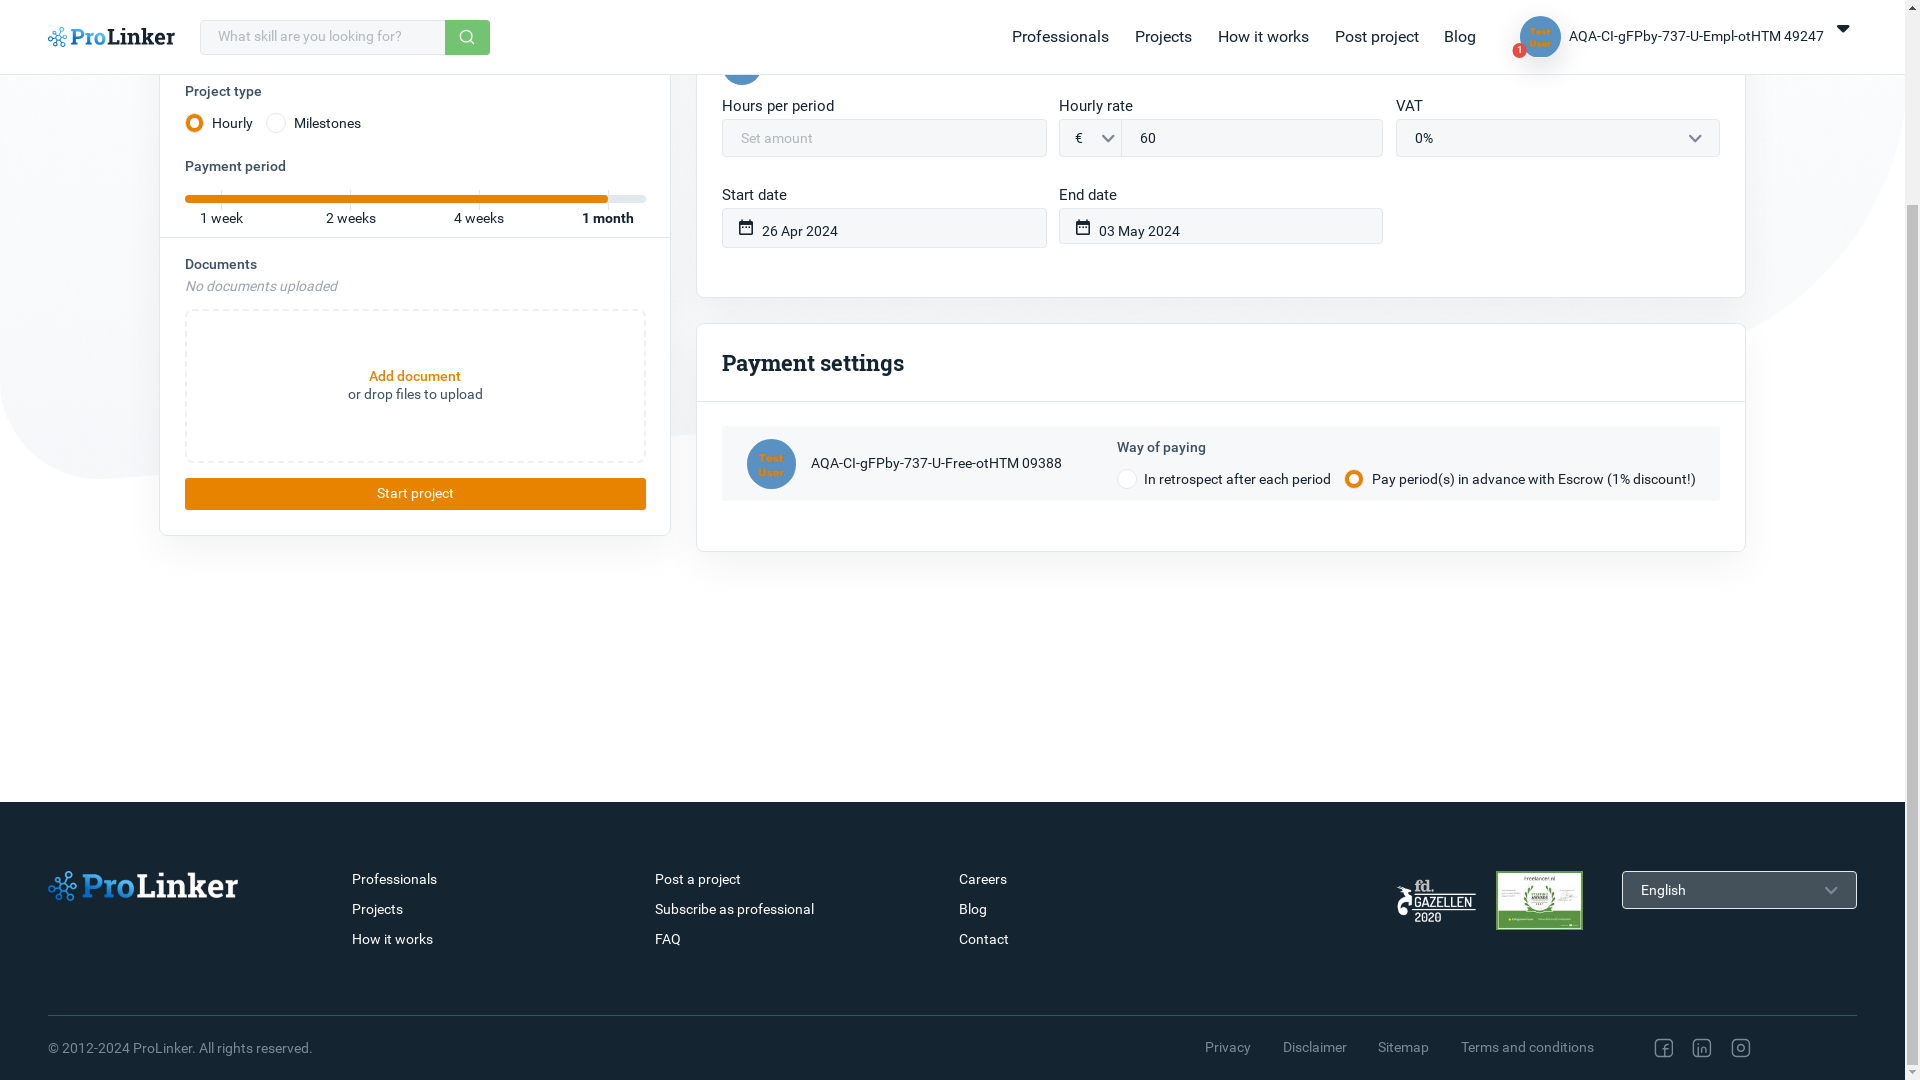 ProLinker
What skill are you looking for?
Professionals
Projects
How it works
Post project
Blog
Test User
1
AQA-CI-gFPby-737-U-Empl-otHTM 49247
Project type
Hourly
Milestones
Payment period
1 week
2 weeks
4 weeks
1 month
Documents
No documents uploaded
Add document
or drop files to upload
Start project
Hours per period
Hourly rate
VAT
Set amount
€
60
0%
Start date
End date
26 Apr 2024
03 May 2024
Payment settings
Test
User
AQA-CI-gFPby-737-U-Free-otHTM 09388
Way of paying
In retrospect after each period
Pay period(s) in advance with Escrow (1% discount!)
ProLinker
Professionals
Projects
How it works
Post a project
Subscribe as professional
FAQ
Careers
Blog
Contact
fd.
GAZELLEN
2020
Freelancer.nl
English
© 2012-2024 ProLinker. All rights reserved.
Privacy
Disclaimer
Sitemap
Terms and conditions